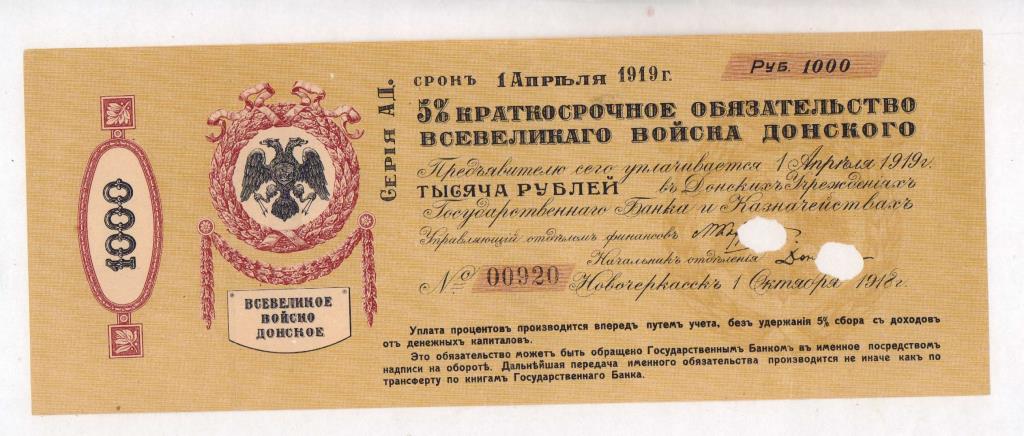 1000
ВСЕВЕЛИКОЕ
ВОЙСКО
ДОНСКОЕ
Серія АД.
СРОКЪ 1 Апрѣля 1919 г.
Руб. 1000
5% КРАТКОСРОЧНОЕ ОБЯЗАТЕЛЬСТВО
ВСЕВЕЛИКАГО ВОЙСКА ДОНСКОГО
Предъявителю сего уплачивается 1 Апрѣля 1919 г.
ТЫСЯЧА РУБЛЕЙ въ Донскихъ Учрежденіяхъ
Государственнаго Банка и Казначействахъ
Управляющій отдѣломъ финансовъ
Начальникъ отдѣленія
№ 00920 Новочеркасскъ 1 Октября 1918 г.
Уплата процентовъ производится впередъ путемъ учета, безъ удержанія 5% сбора съ доходовъ
отъ денежныхъ капиталовъ.
Это обязательство можетъ быть обращено Государственнымъ Банкомъ въ именное посредствомъ
надписи на оборотѣ. Дальнѣйшая передача именного обязательства производится не иначе какъ по
трансферту по книгамъ Государственнаго Банка.